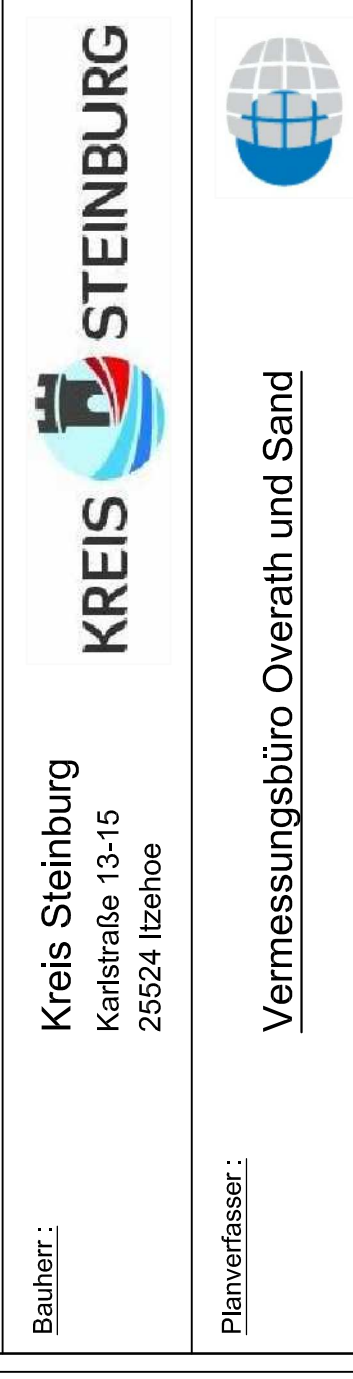 Bauherr :
Kreis Steinburg
Karlstraße 13-15
25524 Itzehoe
KREIS STEINBURG
Planverfasser :
Vermessungsbüro Overath und Sand